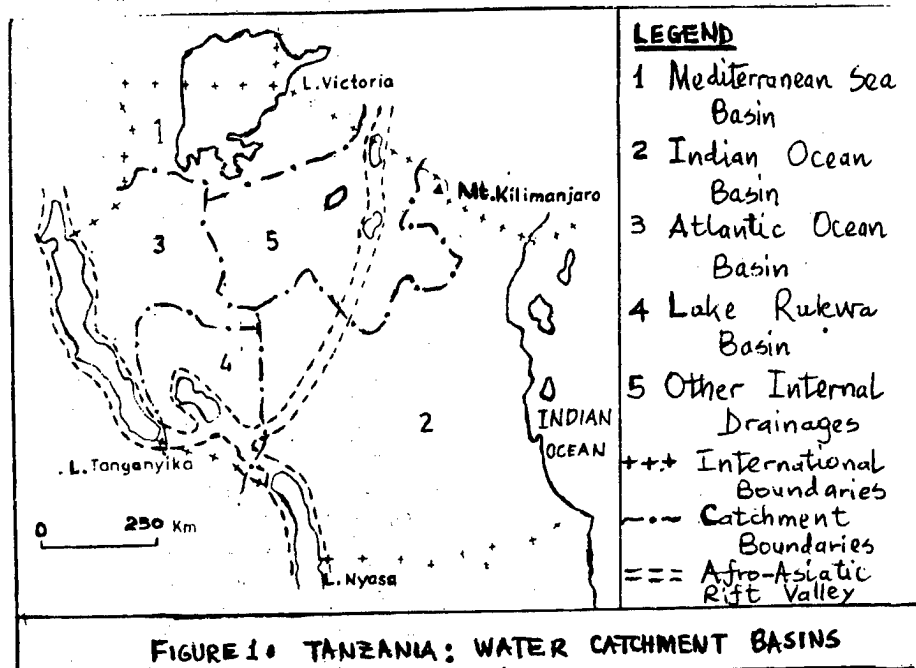 L.Victoria
1
Mt.Kilimanjaro
3
5
4
2
INDIAN
OCEAN
. L. Tanganyika
0 250 Km
L.Nyasa
LEGEND
1 Mediterranean Sea
Basin
2 Indian Ocean
Basin
3 Atlantic Ocean
Basin
4 Lake Rukwa
Basin
5 Other Internal
Drainages
+++ International
Boundaries
–·– Catchment
Boundaries
=== Afro-Asiatic
Rift Valley
FIGURE 1. TANZANIA: WATER CATCHMENT BASINS